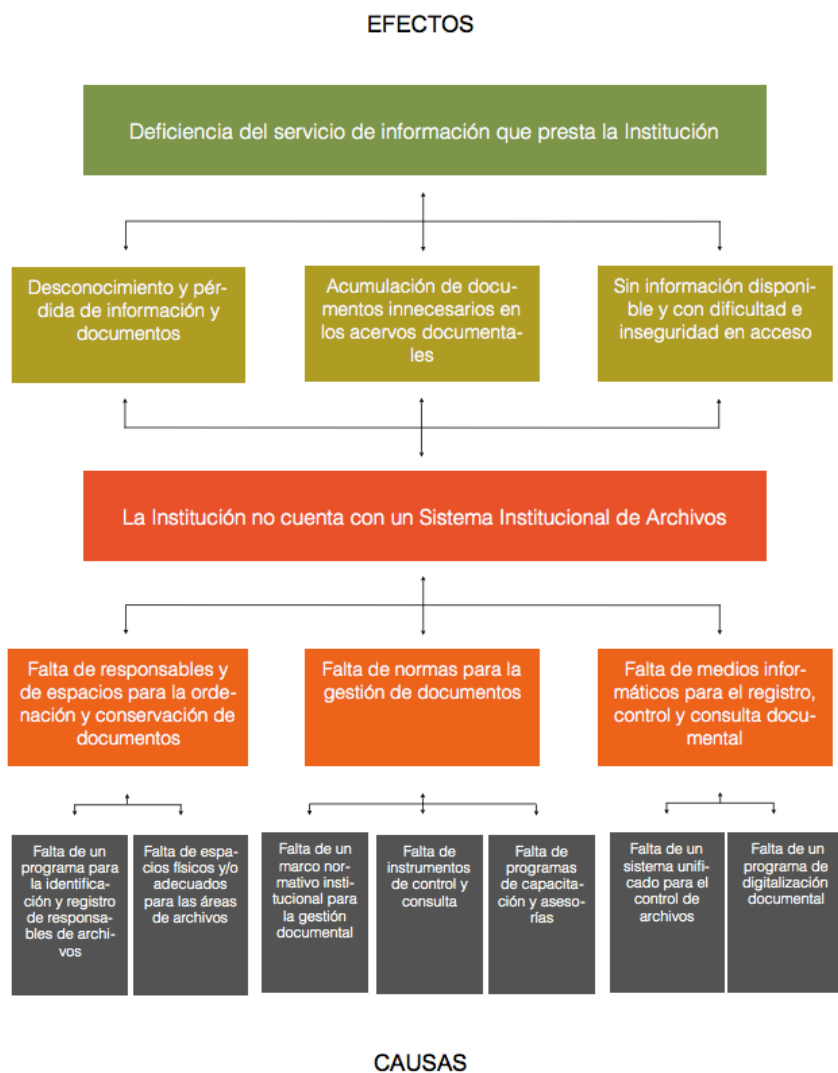 EFECTOS
Deficiencia del servicio de información que presta la Institución
Desconocimiento y pér-
dida de información y
documentos
Acumulación de docu-
mentos innecesarios en
los acervos documenta-
les
Sin información disponi-
ble y con dificultad e
inseguridad en acceso
La Institución no cuenta con un Sistema Institucional de Archivos
Falta de responsables y
de espacios para la orde-
nación y conservación de
documentos
Falta de normas para la
gestión de documentos
Falta de medios infor-
máticos para el registro,
control y consulta docu-
mental
Falta de un
programa para
la identifica-
ción y registro
de responsa-
bles de archi-
vos
Falta de espa-
cios físicos y/o
adecuados
para las áreas
de archivos
Falta de un
marco nor-
mativo insti-
tucional para
la gestión
documental
Falta de
instrumentos
de control y
consulta
Falta de
programas
de capacita-
ción y aseso-
rías
Falta de un
sistema unifi-
cado para el
control de
archivos
Falta de un
programa de
digitalización
documental
CAUSAS